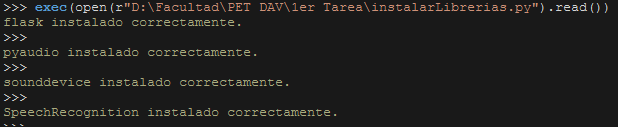 >>> exec(open(r"D:\Facultad\PET DAV\1er Tarea\instalarLibrerias.py").read())
flask instalado correctamente.
>>>
pyaudio instalado correctamente.
>>>
sounddevice instalado correctamente.
>>>
SpeechRecognition instalado correctamente.
>>>